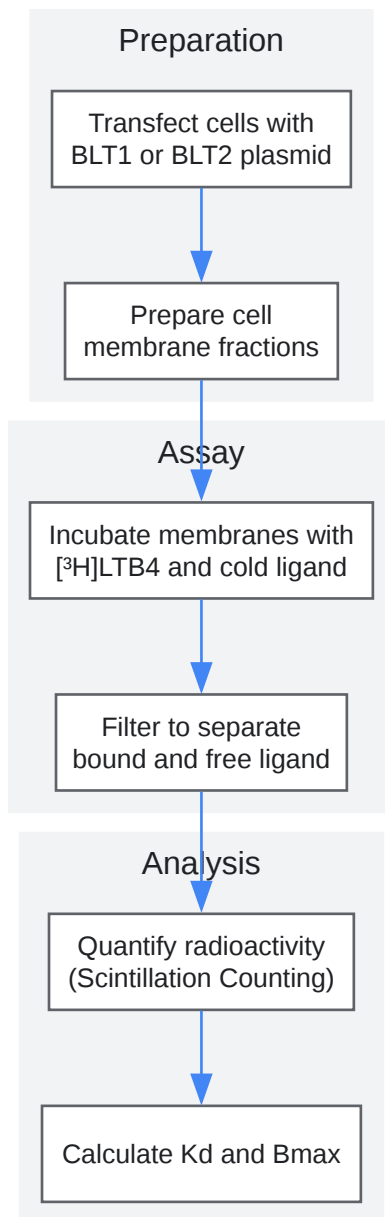 Preparation
Transfect cells with
BLT1 or BLT2 plasmid
Prepare cell
membrane fractions
Assay
Incubate membranes with
[³H]LTB4 and cold ligand
Filter to separate
bound and free ligand
Analysis
Quantify radioactivity
(Scintillation Counting)
Calculate Kd and Bmax